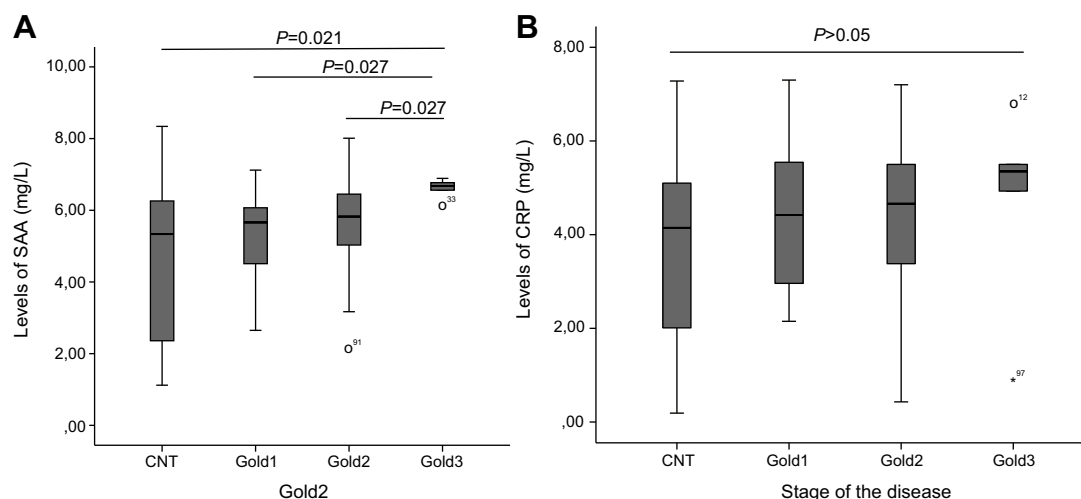 A
P=0.021
P=0.027
P=0.027
10,00
8,00
6,00
4,00
2,00
,00
Levels of SAA (mg/L)
o33
o91
CNT Gold1 Gold2 Gold3
Gold2
B
P>0.05
8,00
6,00
4,00
2,00
,00
Levels of CRP (mg/L)
o12
*97
CNT Gold1 Gold2 Gold3
Stage of the disease